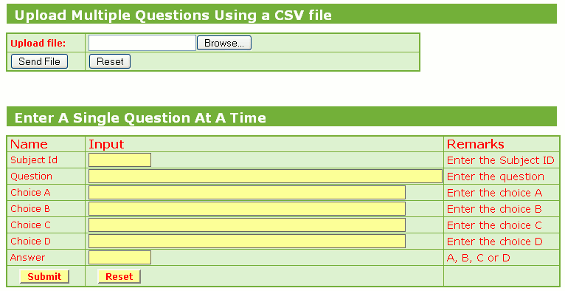 Upload Multiple Questions Using a CSV file
Upload file: Browse...
Send File Reset
Enter A Single Question At A Time
Name Input Remarks
Subject Id Enter the Subject ID
Question Enter the question
Choice A Enter the choice A
Choice B Enter the choice B
Choice C Enter the choice C
Choice D Enter the choice D
Answer A, B, C or D
Submit Reset